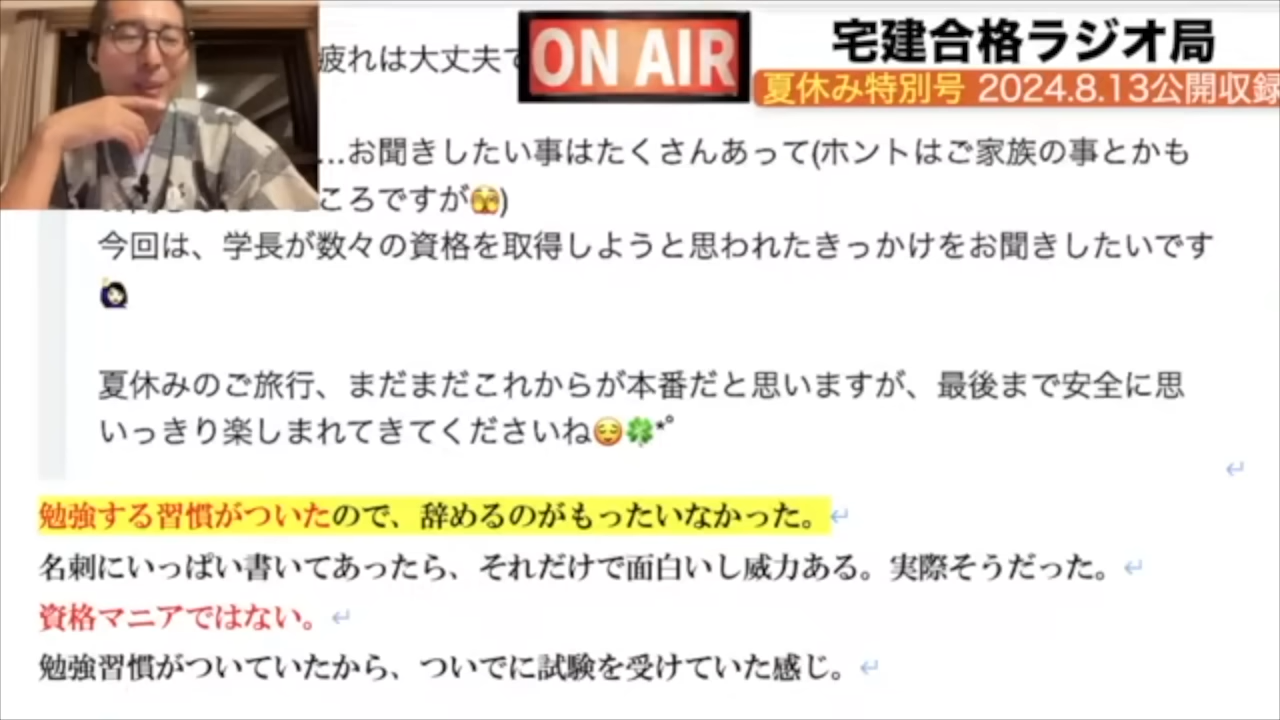 ON AIR
宅建合格ラジオ局
夏休み特別号 2024.8.13公開収録
疲れは大丈夫で
…お聞きしたい事はたくさんあって(ホントはご家族の事とかも
ころですが🫣)
今回は、学長が数々の資格を取得しようと思われたきっかけをお聞きしたいです
🙋🏻‍♀️
夏休みのご旅行、まだまだこれからが本番だと思いますが、最後まで安全に思
いっきり楽しまれてきてくださいね😌🍀*゜
勉強する習慣がついたので、辞めるのがもったいなかった。
名刺にいっぱい書いてあったら、それだけで面白いし威力ある。実際そうだった。
資格マニアではない。
勉強習慣がついていたから、ついでに試験を受けていた感じ。